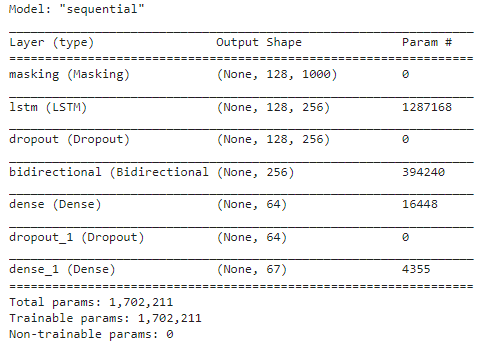 Model: "sequential"
_________________________________________________________________
Layer (type)                 Output Shape              Param #
=================================================================
masking (Masking)            (None, 128, 1000)         0
_________________________________________________________________
lstm (LSTM)                  (None, 128, 256)          1287168
_________________________________________________________________
dropout (Dropout)            (None, 128, 256)          0
_________________________________________________________________
bidirectional (Bidirectional (None, 256)               394240
_________________________________________________________________
dense (Dense)                (None, 64)                16448
_________________________________________________________________
dropout_1 (Dropout)          (None, 64)                0
_________________________________________________________________
dense_1 (Dense)              (None, 67)                4355
=================================================================
Total params: 1,702,211
Trainable params: 1,702,211
Non-trainable params: 0